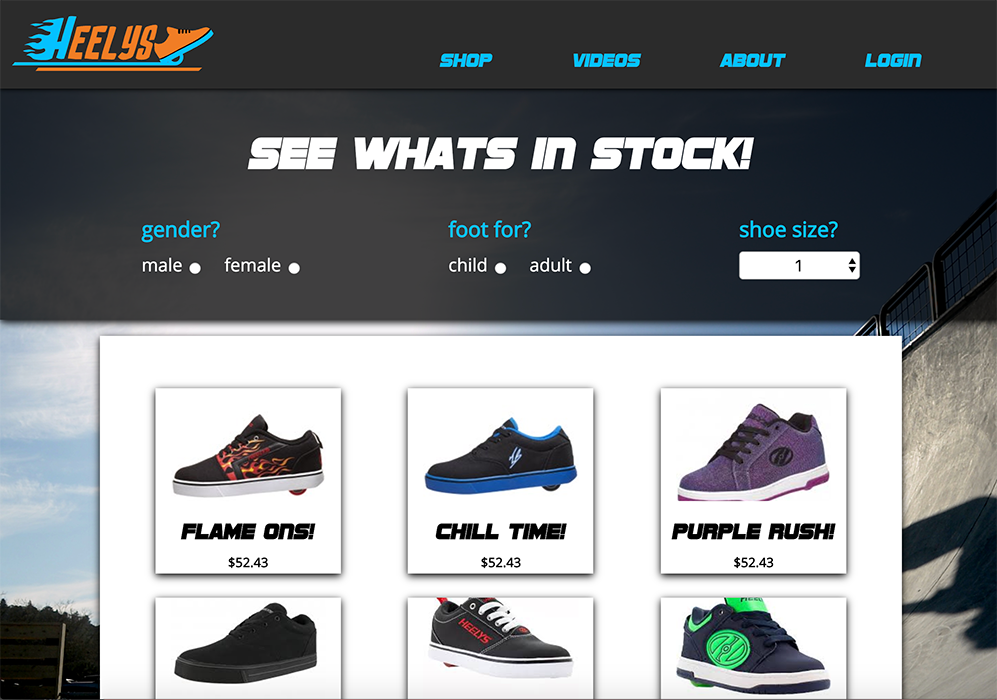 HEELYS
SHOP VIDEOS ABOUT LOGIN
SEE WHATS IN STOCK!
gender? foot for? shoe size?
male female child adult 1
FLAME ONS! CHILL TIME! PURPLE RUSH!
$52.43 $52.43 $52.43
HEELYS